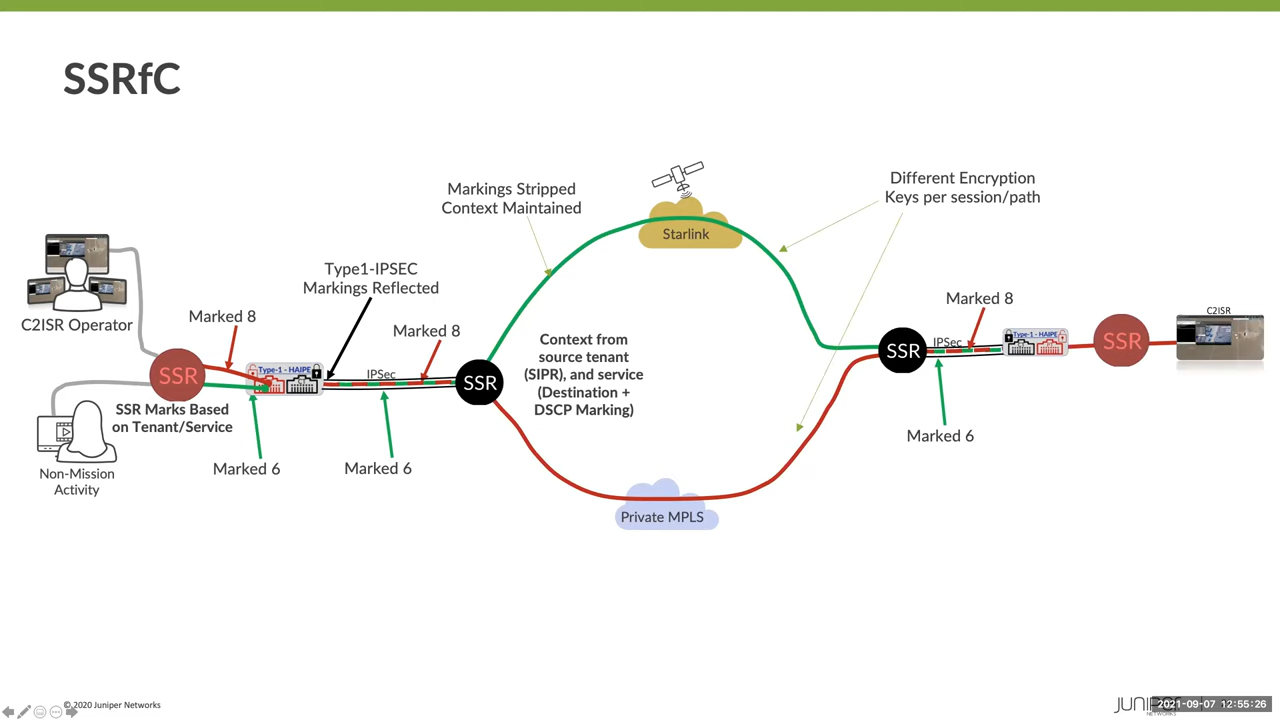 SSRfC
Markings Stripped
Context Maintained
Starlink
Different Encryption
Keys per session/path
C2ISR Operator
Type1-IPSEC
Markings Reflected
Marked 8
Marked 8
Marked 8
C2ISR
Type-1 - HAIPE
IPSec
SSR
SSR
SSR
IPSec
Type-1 - HAIPE
SSR
SSR Marks Based
on Tenant/Service
Context from
source tenant
(SIPR), and service
(Destination +
DSCP Marking)
Non-Mission
Activity
Marked 6
Marked 6
Marked 6
Private MPLS
© 2020 Juniper Networks
JUNIPER
NETWORKS
2021-09-07 12:55:26